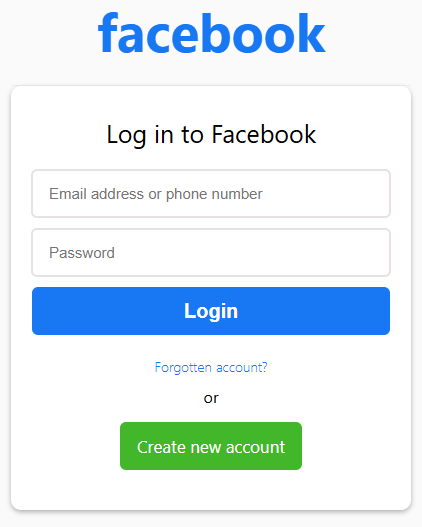 facebook
Log in to Facebook
Email address or phone number
Password
Login
Forgotten account?
or
Create new account